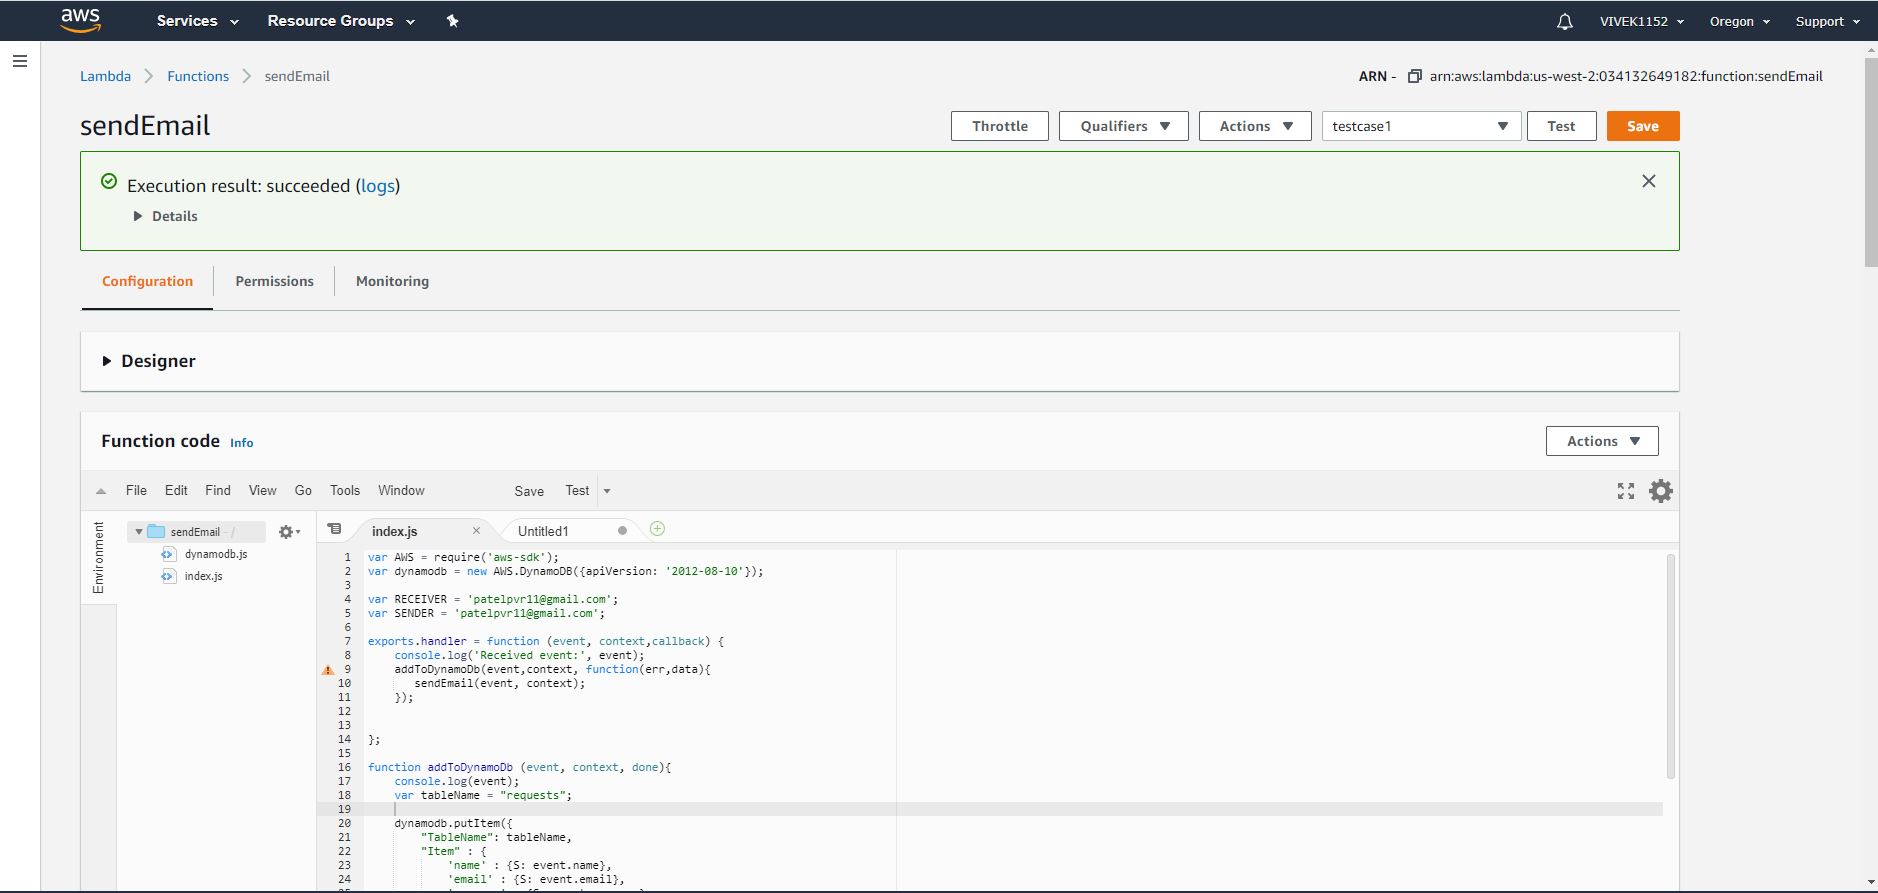 aws Services Resource Groups VIVEK1152 Oregon Support
Lambda Functions sendEmail ARN - arn:aws:lambda:us-west-2:034132649182:function:sendEmail
sendEmail Throttle Qualifiers Actions testcase1 Test Save
Execution result: succeeded (logs)
Details
Configuration Permissions Monitoring
Designer
Function code Info Actions
File Edit Find View Go Tools Window Save Test
Environment
sendEmail - /
dynamodb.js
index.js
index.js Untitled1
1 var AWS = require('aws-sdk');
2 var dynamodb = new AWS.DynamoDB({apiVersion: '2012-08-10'});
3
4 var RECEIVER = 'patelpvr11@gmail.com';
5 var SENDER = 'patelpvr11@gmail.com';
6
7 exports.handler = function (event, context,callback) {
8 console.log('Received event:', event);
9 addToDynamoDb(event,context, function(err,data){
10 sendEmail(event, context);
11 });
12
13
14 };
15
16 function addToDynamoDb (event, context, done){
17 console.log(event);
18 var tableName = "requests";
19
20 dynamodb.putItem({
21 "TableName": tableName,
22 "Item" : {
23 'name' : {S: event.name},
24 'email' : {S: event.email},